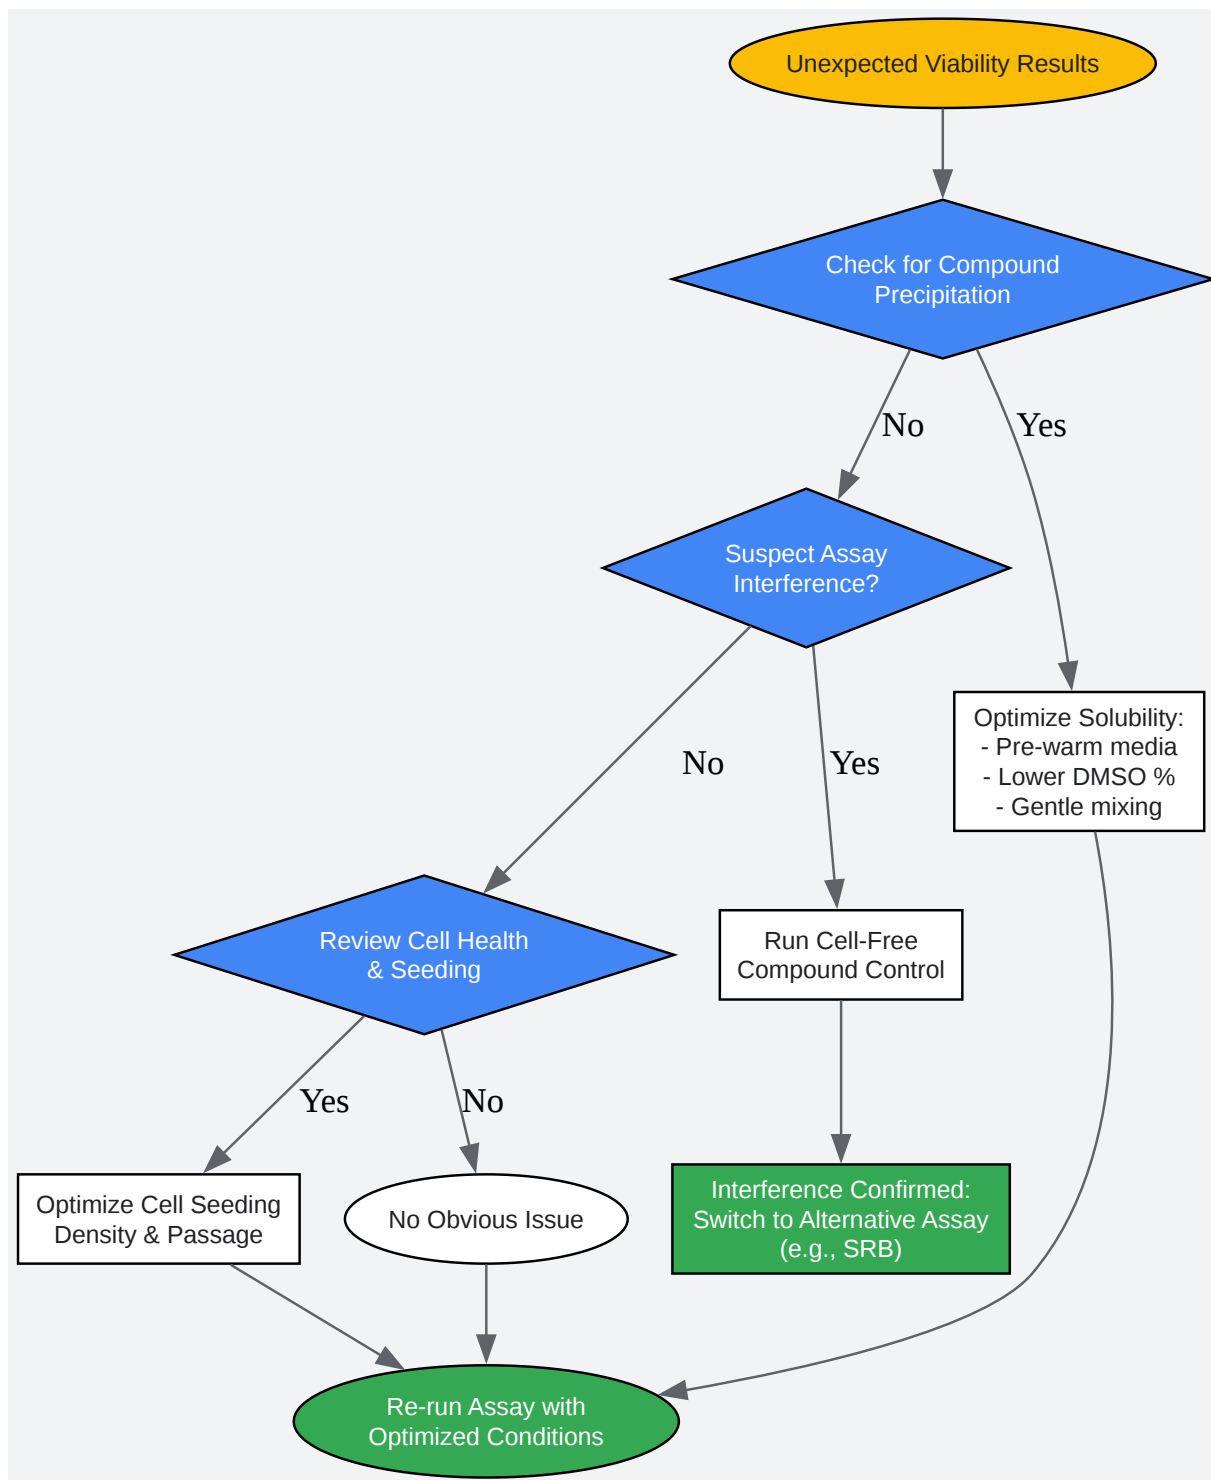 Unexpected Viability Results
Check for Compound
Precipitation
No
Yes
Suspect Assay
Interference?
Optimize Solubility:
- Pre-warm media
- Lower DMSO %
- Gentle mixing
No
Yes
Review Cell Health
& Seeding
Run Cell-Free
Compound Control
Yes
No
Optimize Cell Seeding
Density & Passage
No Obvious Issue
Interference Confirmed:
Switch to Alternative Assay
(e.g., SRB)
Re-run Assay with
Optimized Conditions